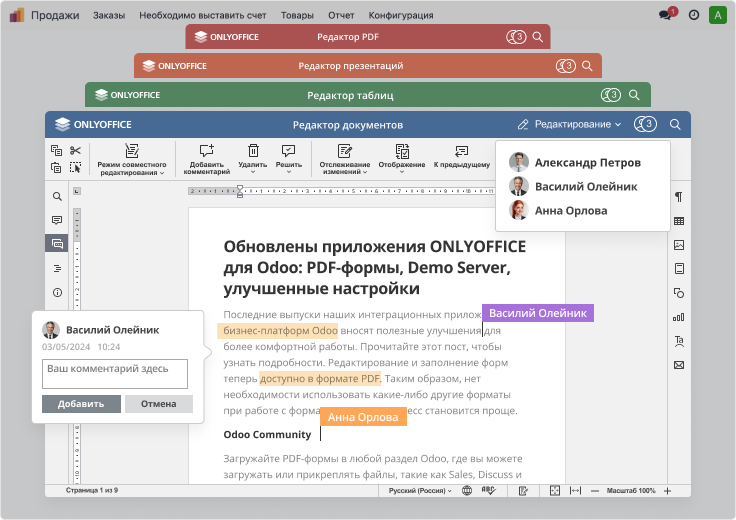 Продажи Заказы Необходимо выставить счет Товары Отчет Конфигурация 1 A
ONLYOFFICE Редактор PDF 3
ONLYOFFICE Редактор презентаций 3
ONLYOFFICE Редактор таблиц 3
ONLYOFFICE Редактор документов Редактирование 3
Режим совместного
редактирования
Добавить
комментарий
Удалить
Решить
Отслеживание
изменений
Отображение
К предыдущему
Александр Петров
Василий Олейник
Анна Орлова
Обновлены приложения ONLYOFFICE
для Odoo: PDF-формы, Demo Server,
улучшенные настройки
Последние выпуски наших интеграционных прилож
Василий Олейник
бизнес-платформ Odoo вносят полезные улучшения для
более комфортной работы. Прочитайте этот пост, чтобы
узнать подробности. Редактирование и заполнение форм
теперь доступно в формате PDF. Таким образом, нет
необходимости использовать какие-либо другие форматы
при работе с форма есс становится проще.
Анна Орлова
Odoo Community
Загружайте PDF-формы в любой раздел Odoo, где вы можете
загружать или прикреплять файлы, такие как Sales, Discuss и
Василий Олейник
03/05/2024 10:24
Ваш комментарий здесь
Добавить Отмена
Страница 1 из 9 Русский (Россия) Масштаб 100%